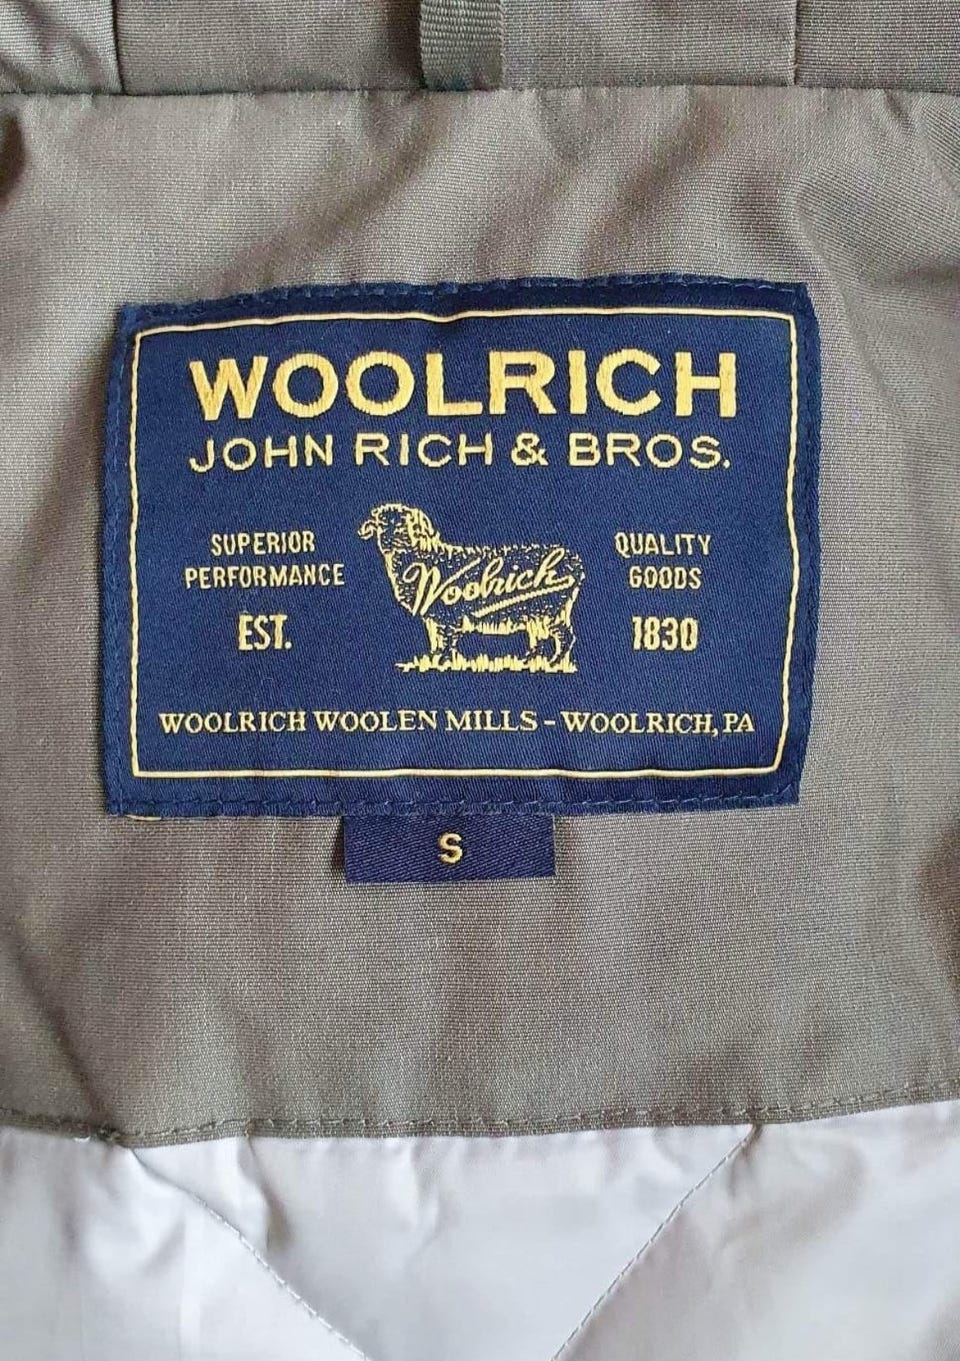 WOOLRICH
JOHN RICH & BROS.
SUPERIOR
PERFORMANCE
EST.
Woolrich
QUALITY
GOODS
1830
WOOLRICH WOOLEN MILLS - WOOLRICH, PA
S